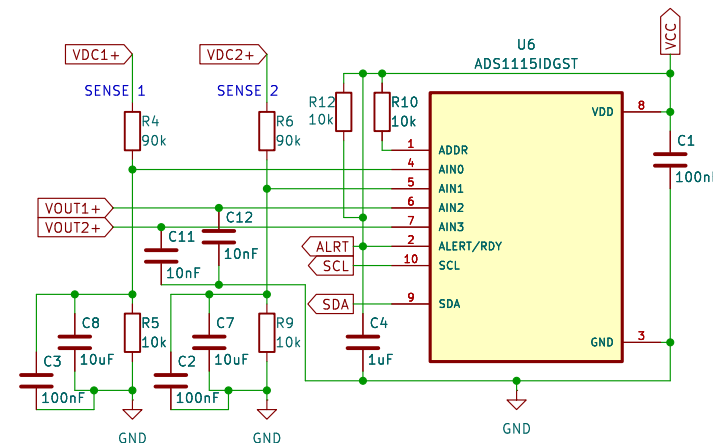 VCC
U6
ADS1115IDGST
VDC1+
VDC2+
SENSE 1
SENSE 2
R4
90k
R6
90k
R12
10k
R10
10k
VDD
8
C1
100nF
1
ADDR
4
AIN0
5
AIN1
VOUT1+
6
AIN2
VOUT2+
7
AIN3
C12
10nF
C11
10nF
ALRT
2
ALERT/RDY
SCL
10
SCL
SDA
9
SDA
C8
10uF
R5
10k
C7
10uF
R9
10k
C4
1uF
GND
3
C3
100nF
C2
100nF
GND
GND
GND